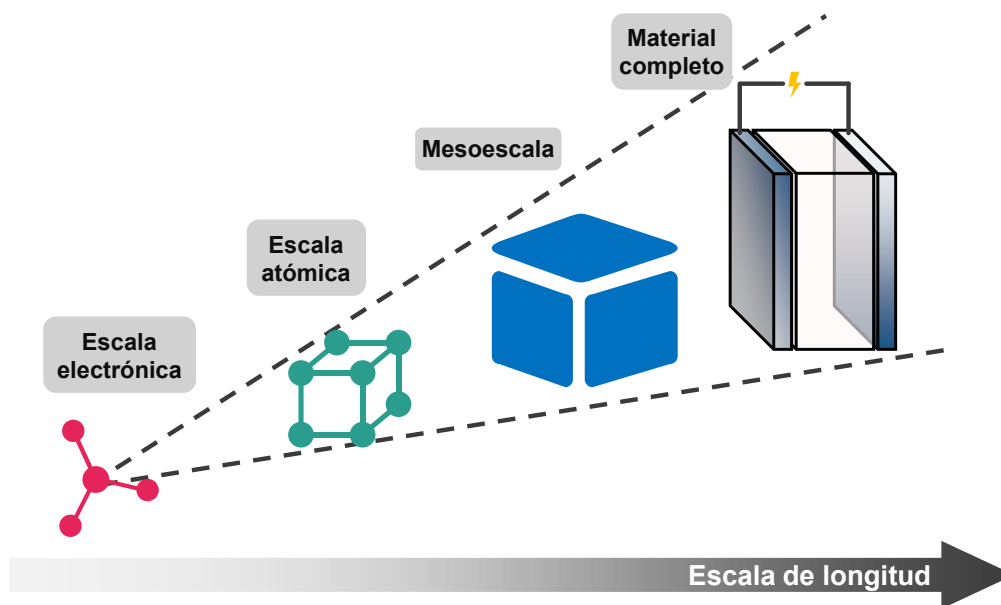 Material
completo
Mesoescala
Escala
atómica
Escala
electrónica
Escala de longitud